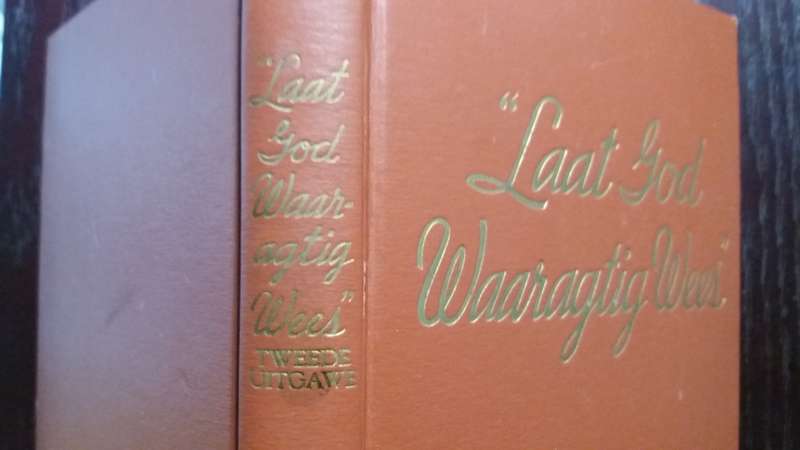 "Laat
God
Waar-
agtig
Wees"
TWEEDE
UITGAWE
"Laat God
Waaragtig Wees"